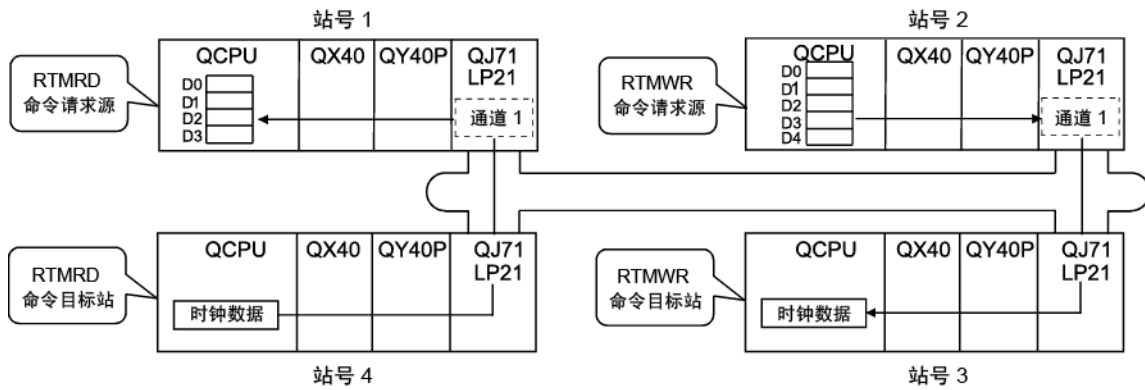 站号 1
站号 2
RTMRD
命令请求源
QCPU
QX40
QY40P
QJ71
LP21
D0
D1
D2
D3
通道 1
RTMWR
命令请求源
QCPU
QX40
QY40P
QJ71
LP21
D0
D1
D2
D3
D4
通道 1
RTMRD
命令目标站
QCPU
QX40
QY40P
QJ71
LP21
时钟数据
RTMWR
命令目标站
QCPU
QX40
QY40P
QJ71
LP21
时钟数据
站号 4
站号 3